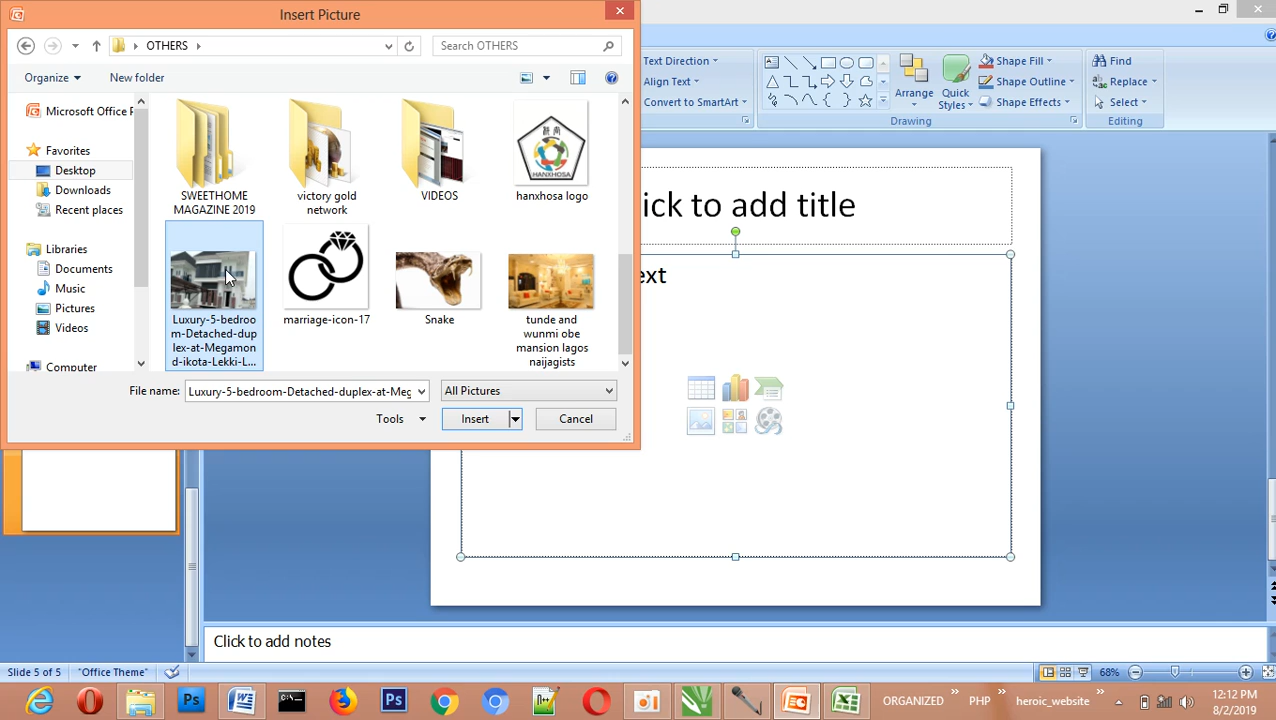 Insert Picture
OTHERS
Search OTHERS
Organize
New folder
Microsoft Office P
Favorites
Desktop
Downloads
Recent places
Libraries
Documents
Music
Pictures
Videos
Computer
SWEETHOME
MAGAZINE 2019
victory gold
network
VIDEOS
hanxhosa logo
HANXHOSA
Luxury-5-bedroo
m-Detached-dup
lex-at-Megamon
d-ikota-Lekki-L...
marriage-icon-17
Snake
tunde and
wunmi obe
mansion lagos
naijagists
File name:
Luxury-5-bedroom-Detached-duplex-at-Meg
All Pictures
Tools
Insert
Cancel
Text Direction
Align Text
Convert to SmartArt
Arrange
Quick
Styles
Shape Fill
Shape Outline
Shape Effects
Drawing
Find
Replace
Select
Editing
ick to add title
ext
Click to add notes
Slide 5 of 5
"Office Theme"
68%
Ps
Ps
ORGANIZED
PHP
heroic_website
12:12 PM
8/2/2019